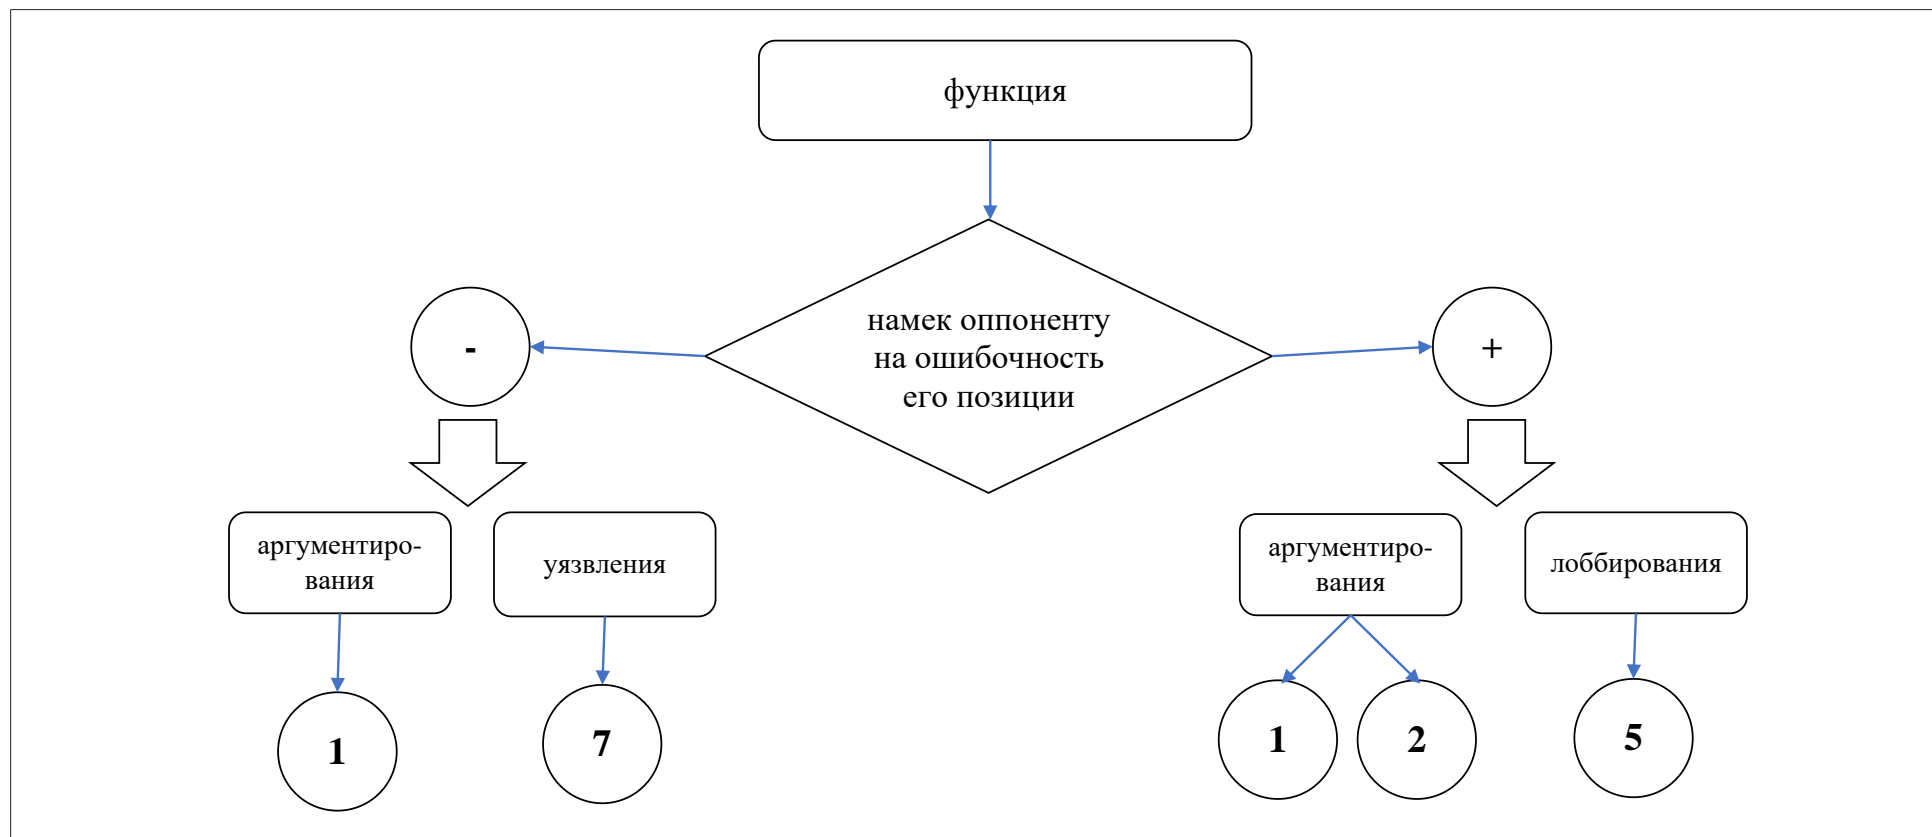 функция
намек оппоненту
на ошибочность
его позиции
-
+
аргументиро-
вания
уязвления
аргументиро-
вания
лоббирования
1
7
1
2
5